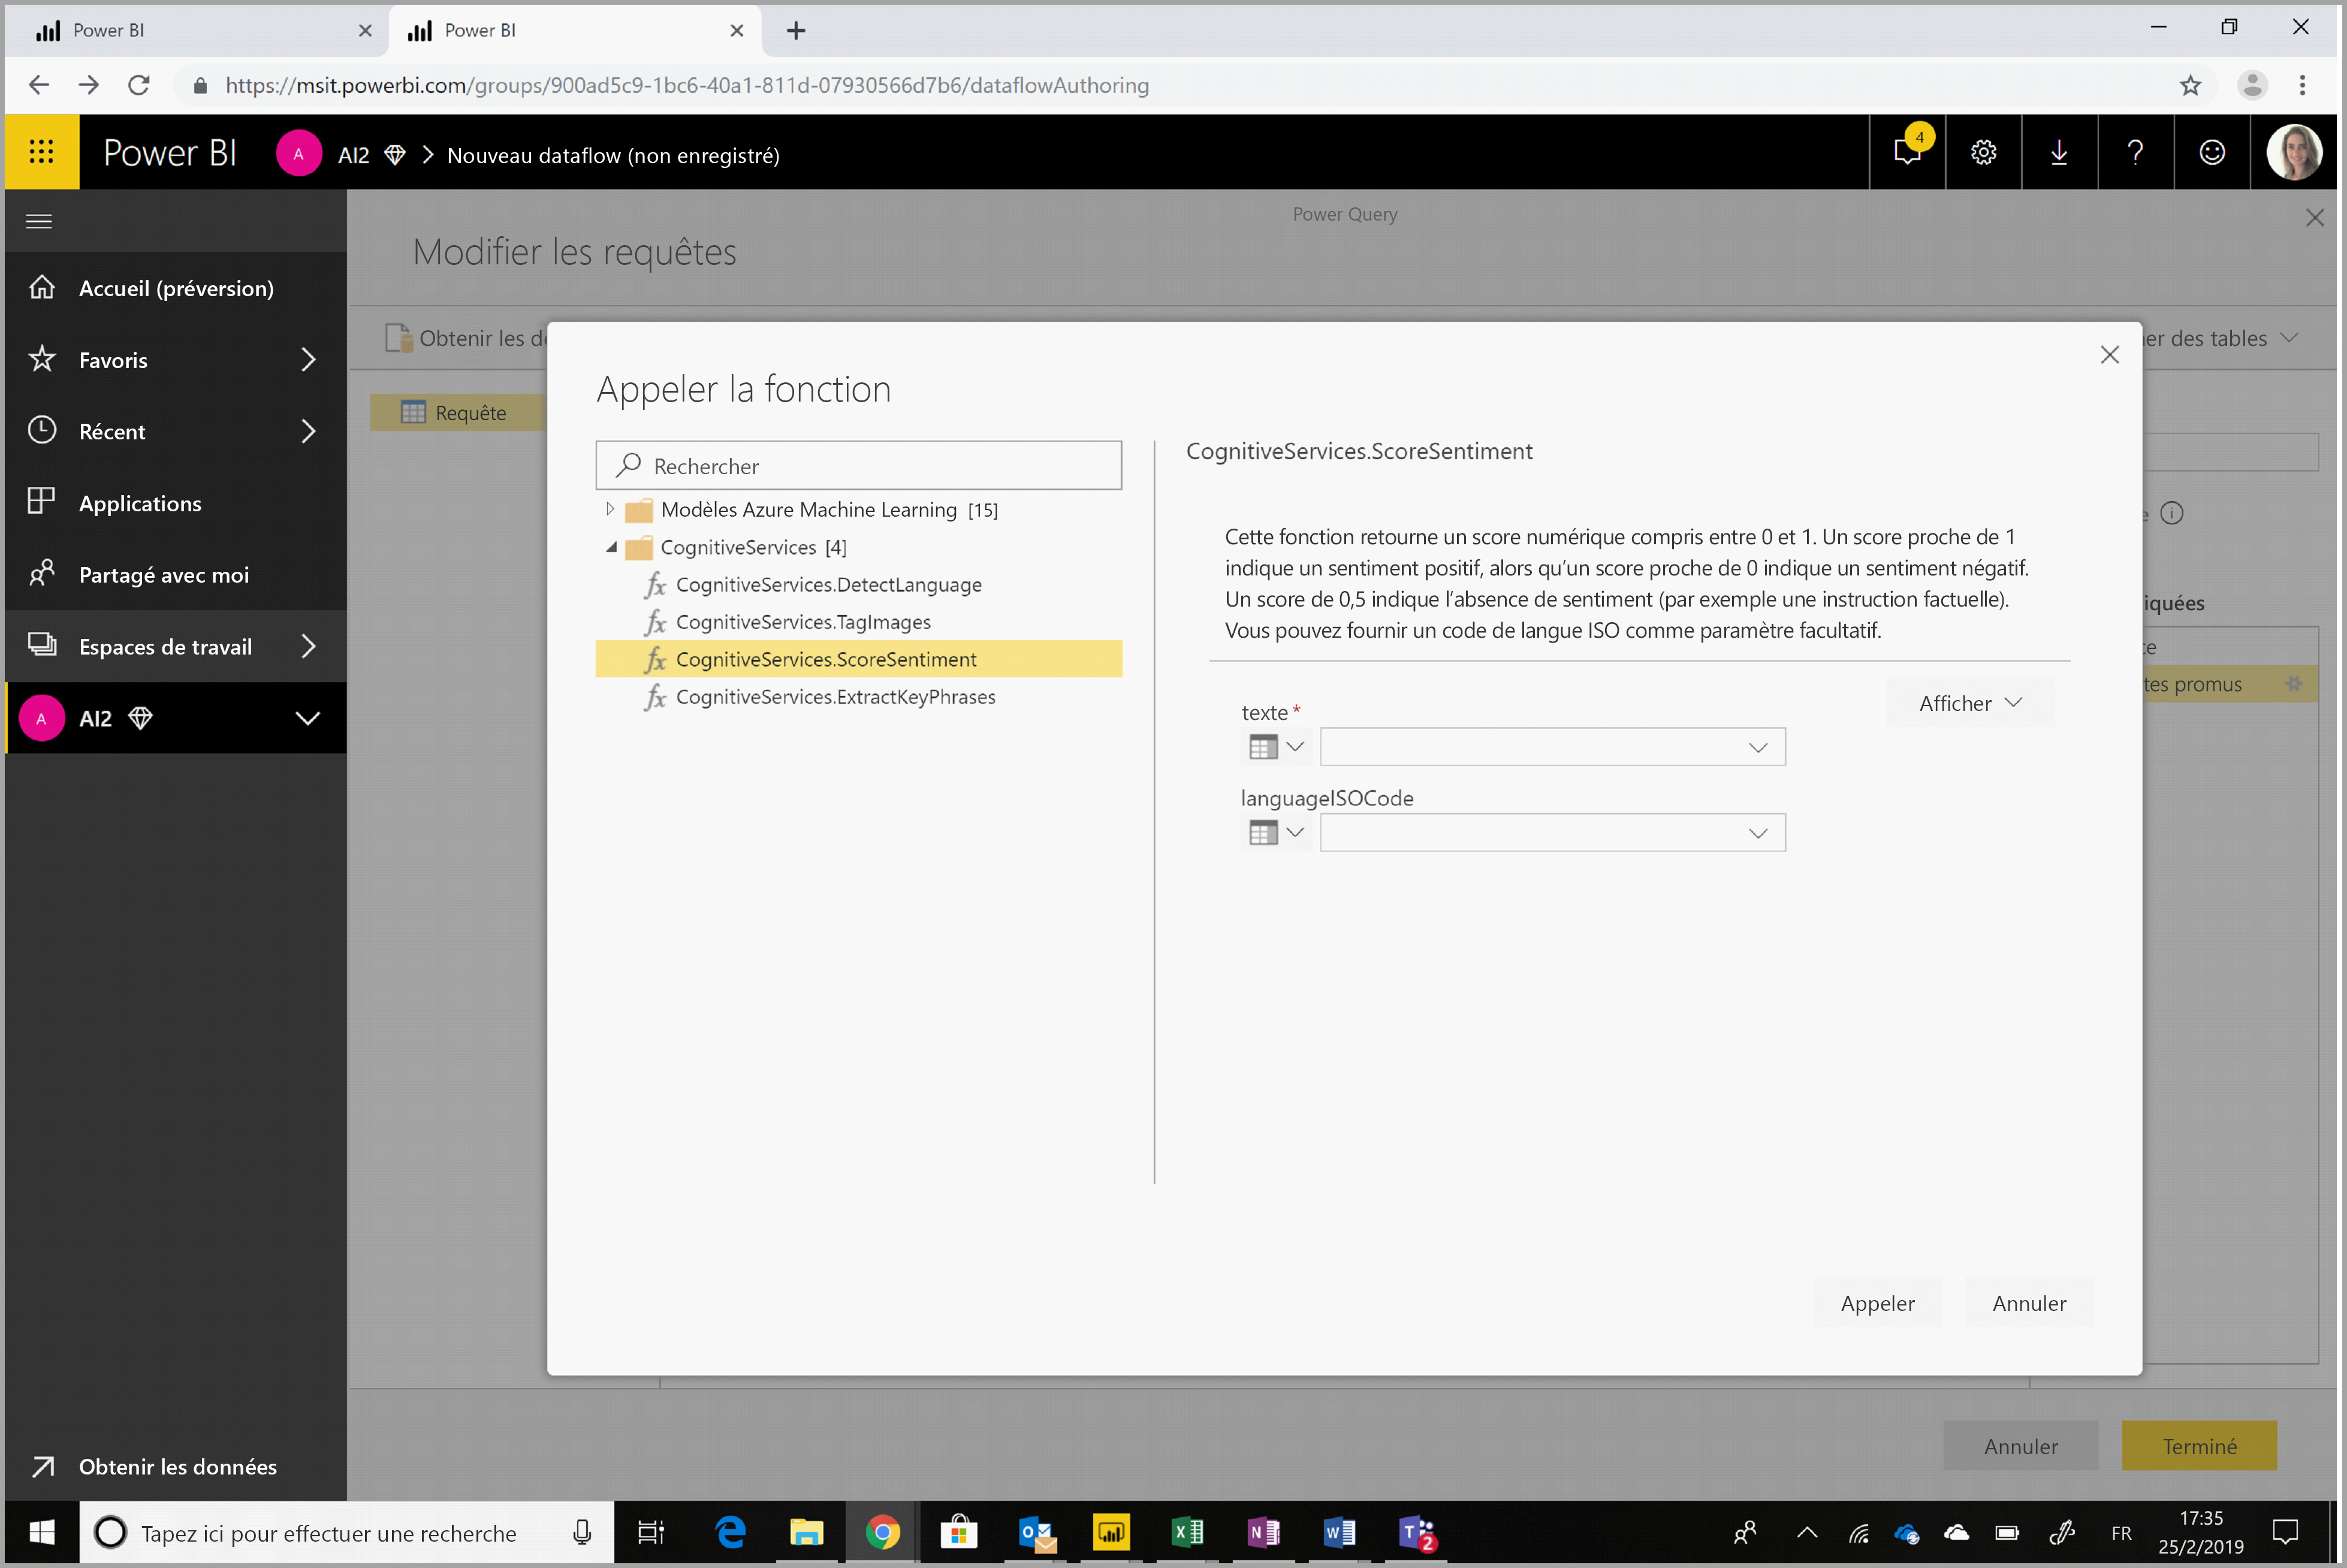 Power BI
Power BI
https://msit.powerbi.com/groups/900ad5c9-1bc6-40a1-811d-07930566d7b6/dataflowAuthoring
Power BI
A
AI2
Nouveau dataflow (non enregistré)
4
?
Power Query
Modifier les requêtes
Accueil (préversion)
Favoris
Récent
Applications
Partagé avec moi
Espaces de travail
A
AI2
Obtenir les données
Obtenir les d
er des tables
Requête
Appeler la fonction
Rechercher
Modèles Azure Machine Learning [15]
CognitiveServices [4]
fx CognitiveServices.DetectLanguage
fx CognitiveServices.TagImages
fx CognitiveServices.ScoreSentiment
fx CognitiveServices.ExtractKeyPhrases
CognitiveServices.ScoreSentiment
Cette fonction retourne un score numérique compris entre 0 et 1. Un score proche de 1
indique un sentiment positif, alors qu’un score proche de 0 indique un sentiment négatif.
Un score de 0,5 indique l’absence de sentiment (par exemple une instruction factuelle).
Vous pouvez fournir un code de langue ISO comme paramètre facultatif.
Afficher
texte *
languageISOCode
Appeler
Annuler
e
iquées
ce
tes promus
Annuler
Terminé
Tapez ici pour effectuer une recherche
2
FR
17:35
25/2/2019